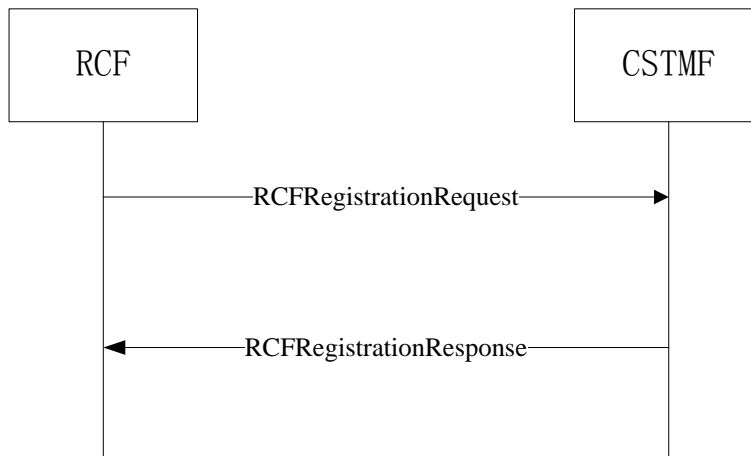 RCF
CSTMF
RCFRegistrationRequest
RCFRegistrationResponse